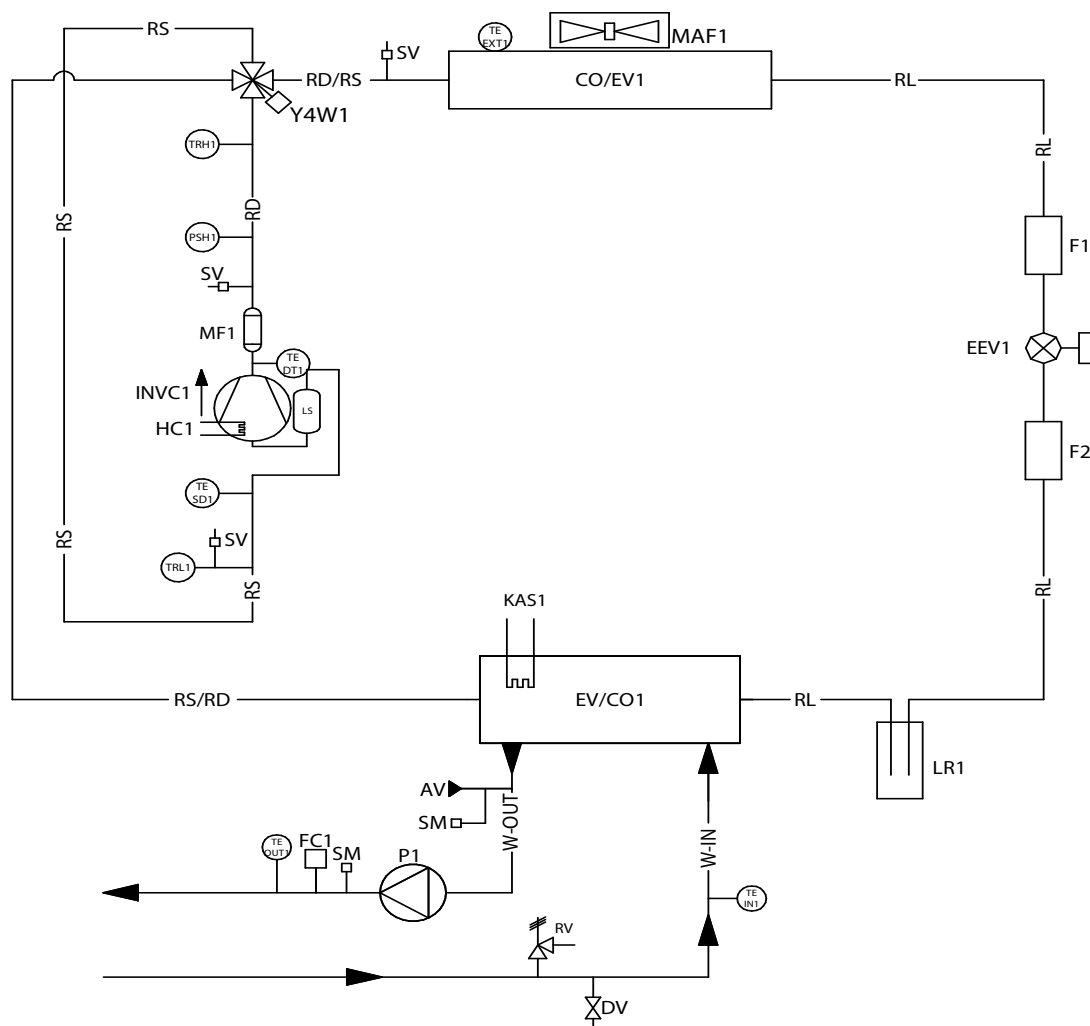 RS
SV
TE
EXT1
MAF1
RD/RS
CO/EV1
RL
Y4W1
TRH1
RL
RD
RS
PSH1
F1
SV
MF1
EEV1
TE
DT1
INVC1
LS
HC1
F2
TE
SD1
RS
SV
TRL1
RS
RL
KAS1
RS/RD
EV/CO1
RL
LR1
AV
SM
W-OUT
W-IN
TE
OUT1
FC1
SM
P1
TE
IN1
RV
DV